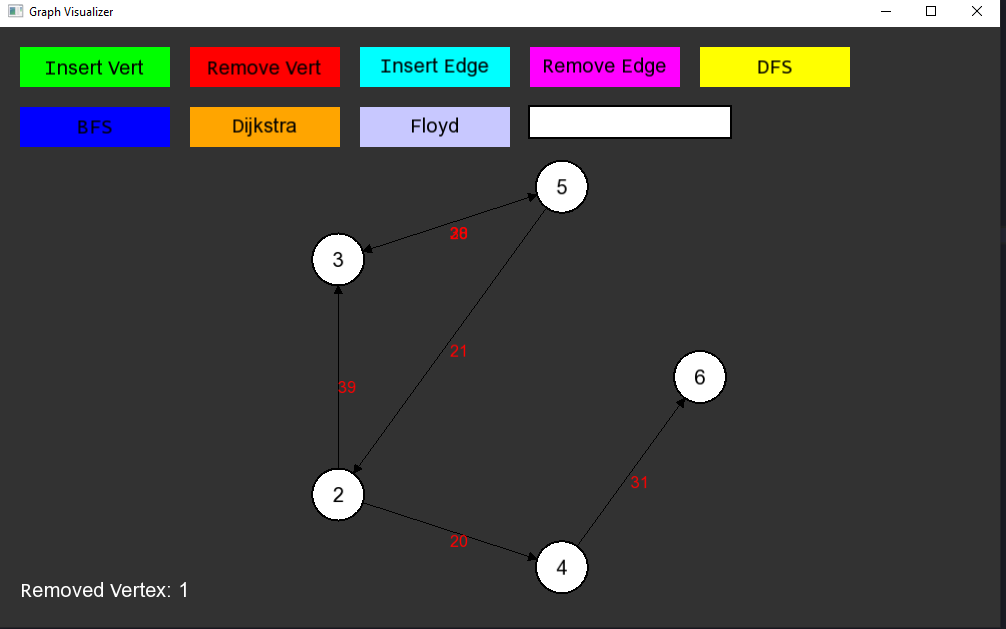 Graph Visualizer
Insert Vert Remove Vert Insert Edge Remove Edge DFS
BFS Dijkstra Floyd
5
3
21
6
39
31
2
20
4
Removed Vertex: 1